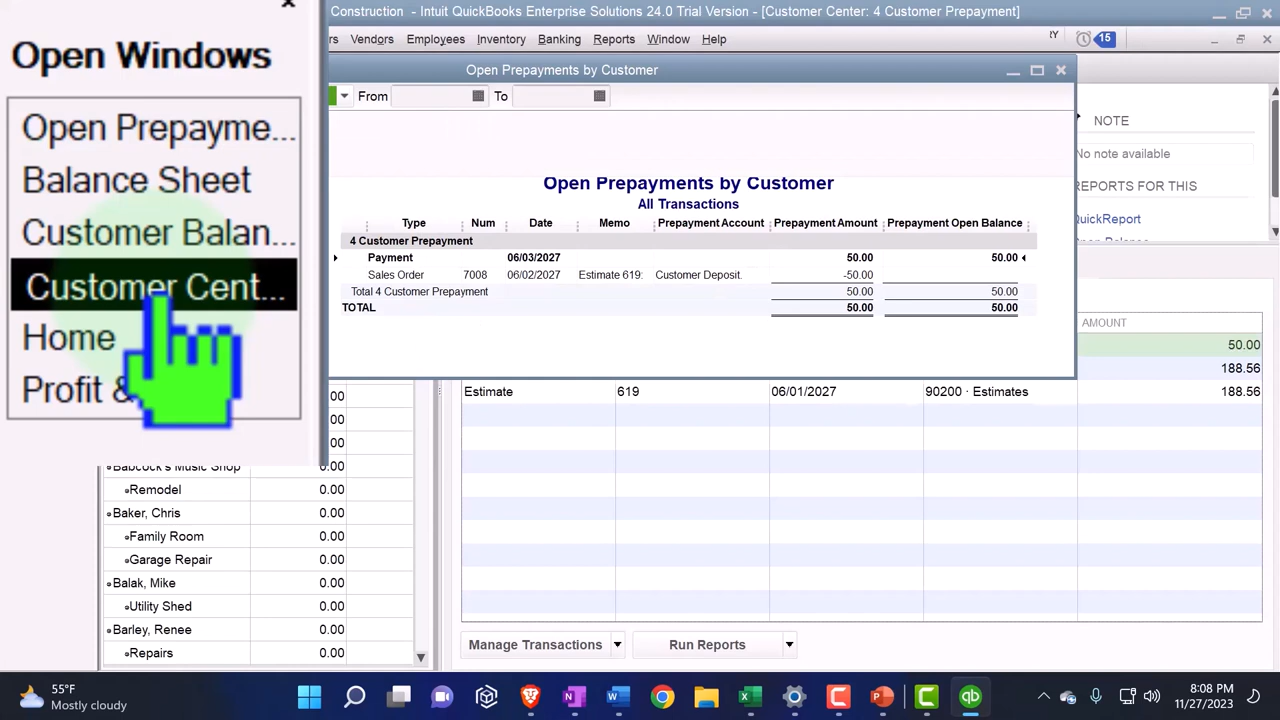 Open Windows
Open Prepayme...
Balance Sheet
Customer Balan...
Customer Cent...
Home
Profit &
Construction - Intuit QuickBooks Enterprise Solutions 24.0 Trial Version - [Customer Center: 4 Customer Prepayment]
rs Vendors Employees Inventory Banking Reports Window Help
15
Open Prepayments by Customer
From To
Open Prepayments by Customer
All Transactions
Type Num Date Memo Prepayment Account Prepayment Amount Prepayment Open Balance
4 Customer Prepayment
Payment 06/03/2027 50.00 50.00
Sales Order 7008 06/02/2027 Estimate 619: Customer Deposit. -50.00
Total 4 Customer Prepayment 50.00 50.00
TOTAL 50.00 50.00
NOTE
No note available
REPORTS FOR THIS
QuickReport
AMOUNT
50.00
188.56
Estimate 619 06/01/2027 90200 · Estimates 188.56
0.00
0.00
0.00
Babcock's Music Shop 0.00
Remodel 0.00
Baker, Chris 0.00
Family Room 0.00
Garage Repair 0.00
Balak, Mike 0.00
Utility Shed 0.00
Barley, Renee 0.00
Repairs 0.00
Manage Transactions Run Reports
55°F
Mostly cloudy
8:08 PM
11/27/2023